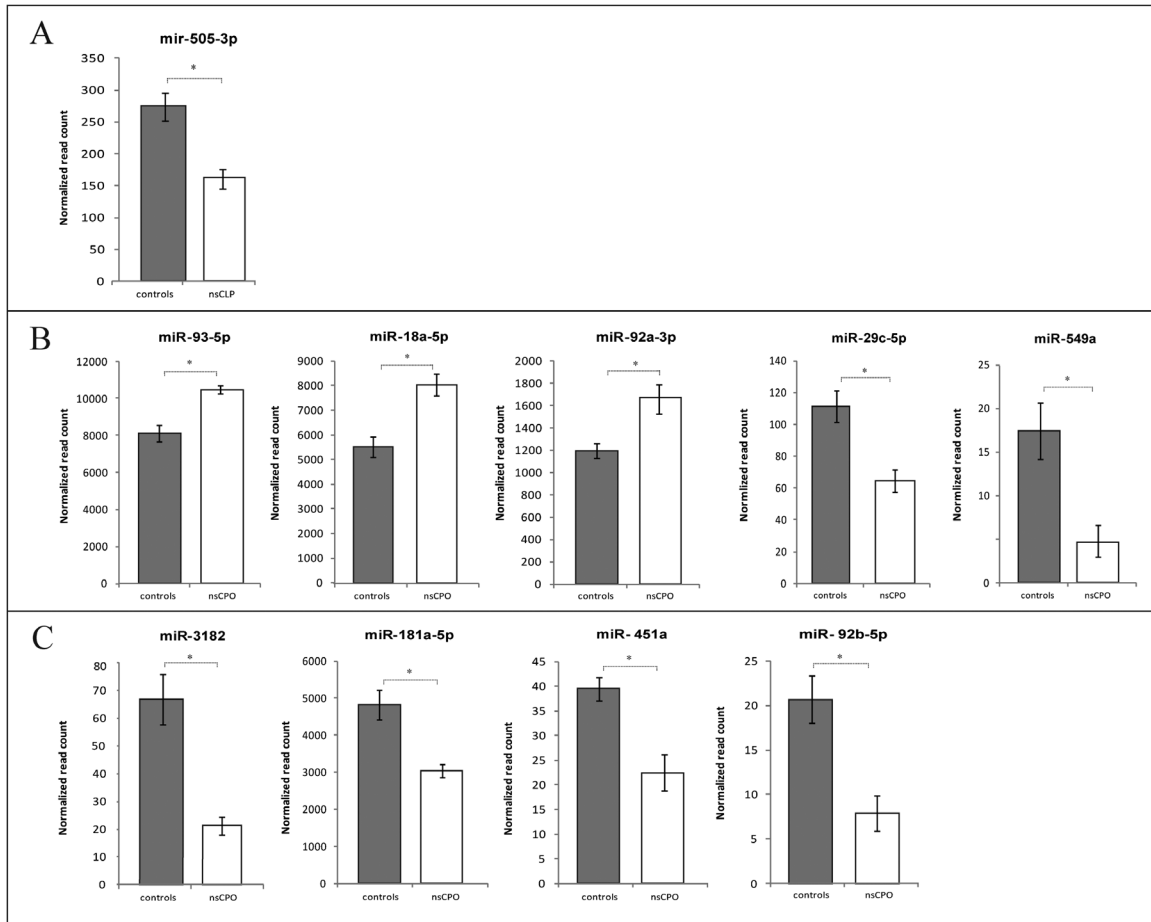 A
mir-505-3p
350
300
250
200
150
100
50
0
Normalized read count
*
controls nsCLP
B
miR-93-5p
12000
10000
8000
6000
4000
2000
0
Normalized read count
*
controls nsCPO
miR-18a-5p
9000
8000
7000
6000
5000
4000
3000
2000
1000
0
Normalized read count
*
controls nsCPO
miR-92a-3p
2000
1800
1600
1400
1200
1000
800
600
400
200
0
Normalized read count
*
controls nsCPO
miR-29c-5p
140
120
100
80
60
40
20
0
Normalized read count
*
controls nsCPO
miR-549a
25
20
15
10
5
0
Normlized read count
*
controls nsCPO
C
miR-3182
80
70
60
50
40
30
20
10
0
Normalized read count
*
controls nsCPO
miR-181a-5p
6000
5000
4000
3000
2000
1000
0
Normalized read count
*
controls nsCPO
miR- 451a
45
40
35
30
25
20
15
10
5
0
Normalized read count
*
controls nsCPO
miR- 92b-5p
25
20
15
10
5
0
Normalized read count
*
controls nsCPO